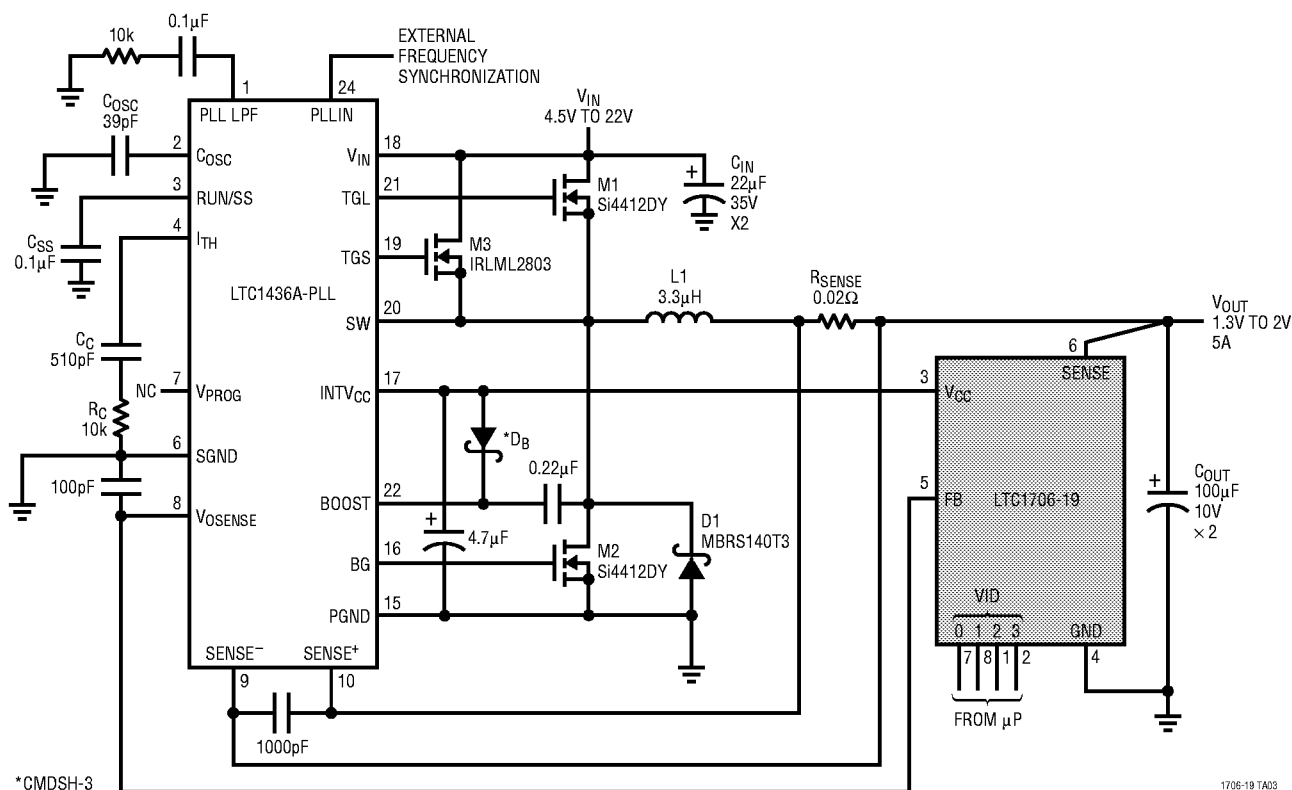 10k
0.1µF
EXTERNAL
FREQUENCY
SYNCHRONIZATION
1
24
PLL LPF
PLLIN
COSC
39pF
VIN
4.5V TO 22V
2
COSC
VIN
18
CIN
22µF
35V
X2
+
3
RUN/SS
TGL
21
M1
Si4412DY
4
ITH
CSS
0.1µF
TGS
19
M3
IRLML2803
LTC1436A-PLL
SW
20
L1
3.3µH
RSENSE
0.02Ω
VOUT
1.3V TO 2V
5A
CC
510pF
6
SENSE
NC
7
VPROG
INTVCC
17
3
VCC
RC
10k
*DB
6
SGND
0.22µF
100pF
BOOST
22
5
FB
LTC1706-19
+
COUT
100µF
10V
× 2
8
VOSENSE
+
4.7µF
D1
MBRS140T3
BG
16
M2
Si4412DY
PGND
15
VID
0 1 2 3
GND
7 8 1 2
4
SENSE–
SENSE+
9
10
FROM µP
1000pF
*CMDSH-3
1706-19 TA03